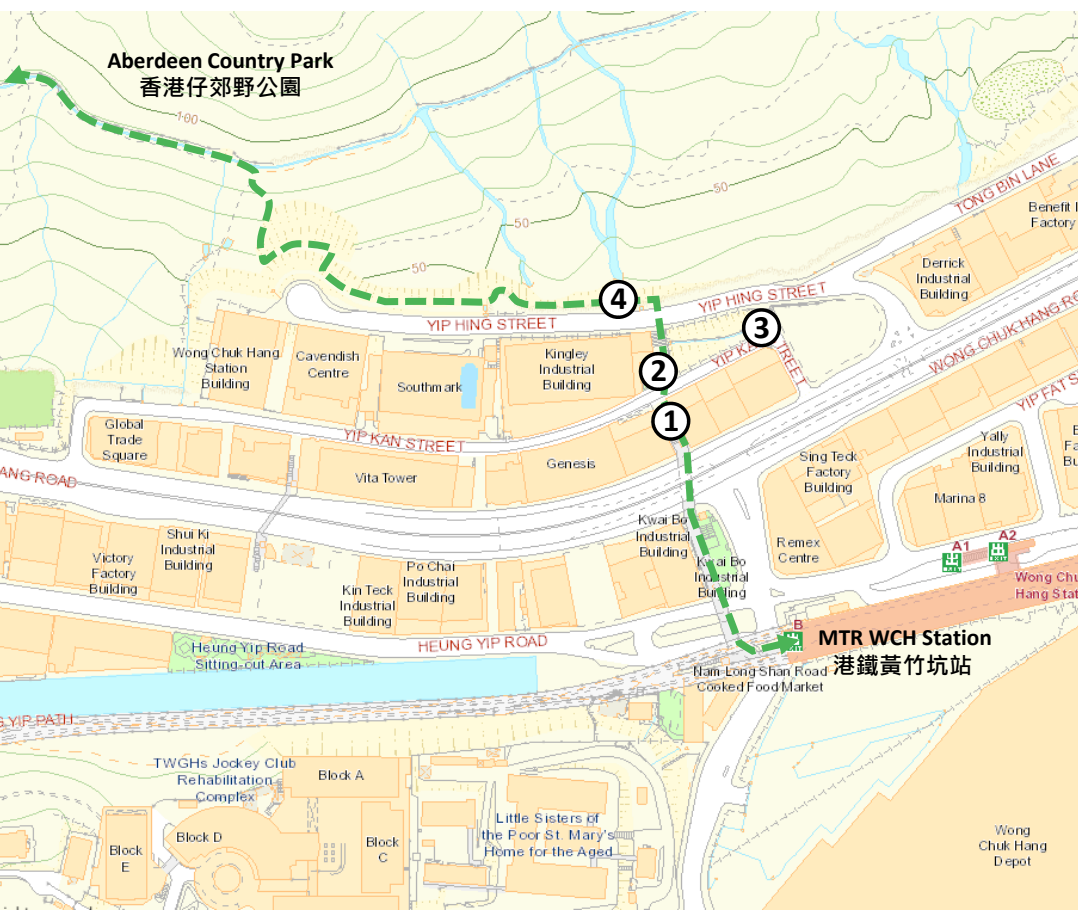 Aberdeen Country Park
香港仔郊野公園
100
50
50
50
TONG BIN LANE
Benefit
Factory
Derrick
Industrial
Building
YIP HING STREET
YIP HING STREET
4
3
2
1
Wong Chuk Hang
Station
Building
Cavendish
Centre
Southmark
Kingley
Industrial
Building
YIP KA
STREET
WONG CHUK HANG RO
YIP FAT S
Global
Trade
Square
YIP KAN STREET
Vita Tower
Genesis
Sing Teck
Factory
Building
Yally
Industrial
Building
Marina 8
ANG ROAD
Victory
Factory
Building
Shui Ki
Industrial
Building
Kin Teck
Industrial
Building
Po Chai
Industrial
Building
Kwai Bo
Industrial
Building
Kwai Bo
Industrial
Building
Remex
Centre
A1
A2
出
EXIT
出
EXIT
Wong Chu
Hang Stat
B
出
MTR WCH Station
港鐵黃竹坑站
HEUNG YIP ROAD
Heung Yip Road
Sitting-out Area
Nam Long Shan Road
Cooked Food Market
G YIP PATH
TWGHs Jockey Club
Rehabilitation
Complex
Block A
Block D
Block
E
Block
C
Little Sisters of
the Poor St. Mary's
Home for the Aged
Wong
Chuk Hang
Depot